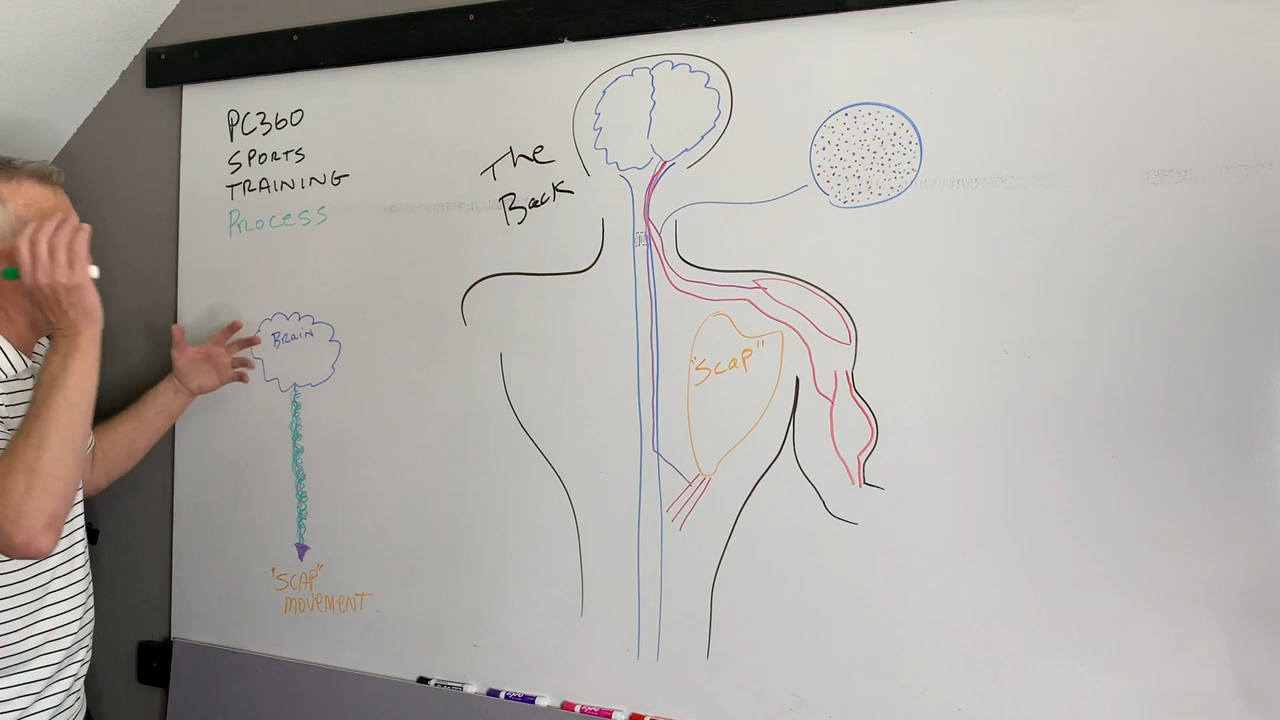 PC360
SPORTS
TRAINING
Process
The
Back
Brain
"SCAP"
"SCAP"
MOVEMENT